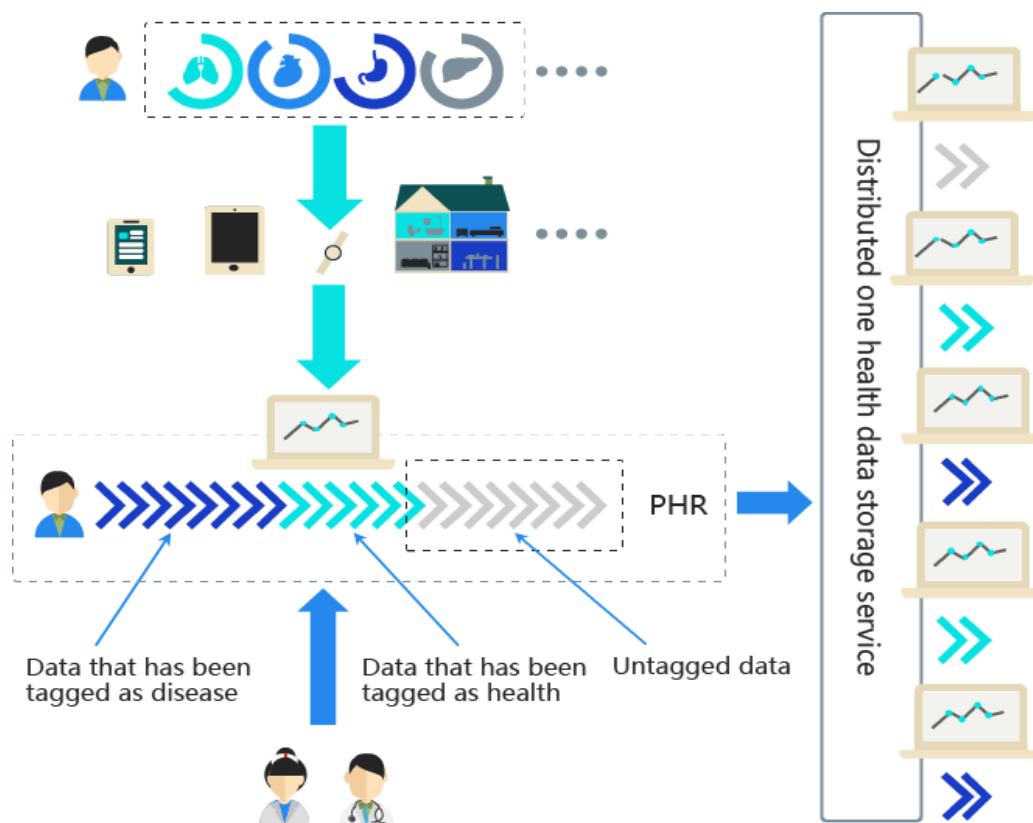 PHR
Data that has been
tagged as disease
Data that has been
tagged as health
Untagged data
Distributed one health data storage service